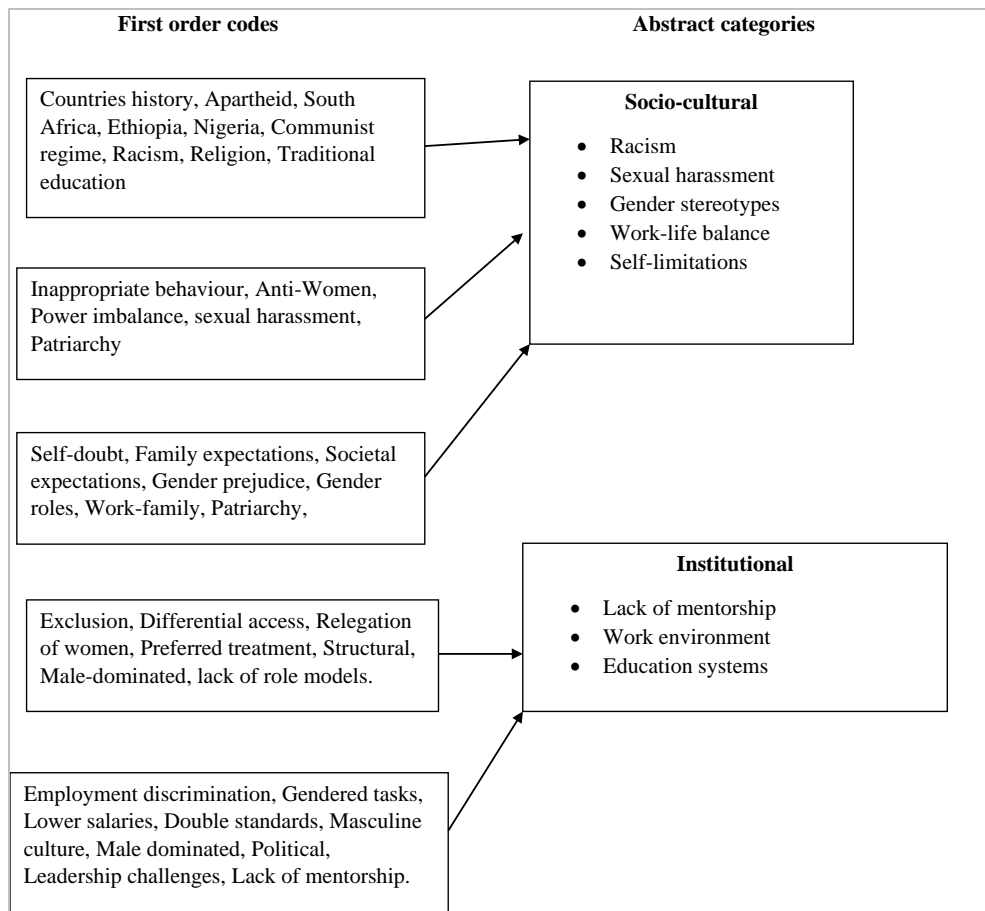 First order codes
Abstract categories
Countries history, Apartheid, South
Africa, Ethiopia, Nigeria, Communist
regime, Racism, Religion, Traditional
education
Socio-cultural
• Racism
• Sexual harassment
• Gender stereotypes
• Work-life balance
• Self-limitations
Inappropriate behaviour, Anti-Women,
Power imbalance, sexual harassment,
Patriarchy
Self-doubt, Family expectations, Societal
expectations, Gender prejudice, Gender
roles, Work-family, Patriarchy,
Institutional
• Lack of mentorship
• Work environment
• Education systems
Exclusion, Differential access, Relegation
of women, Preferred treatment, Structural,
Male-dominated, lack of role models.
Employment discrimination, Gendered tasks,
Lower salaries, Double standards, Masculine
culture, Male dominated, Political,
Leadership challenges, Lack of mentorship.